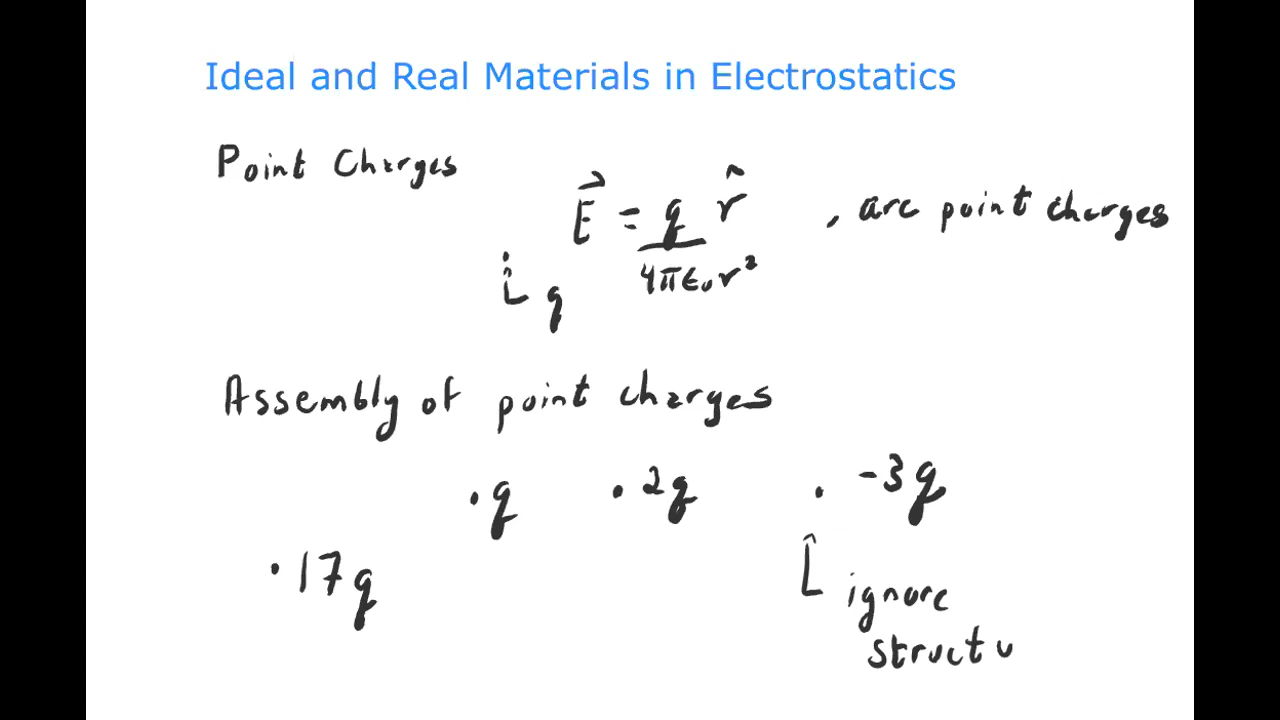 Ideal and Real Materials in Electrostatics
Point Charges
E⃗ = q r̂ / 4πε₀r² , are point charges
q
Assembly of point charges
q 2q -3q
17q
ignore
structu